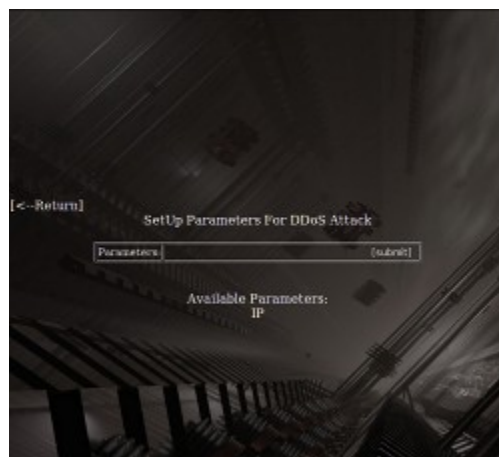 [<--Return]
SetUp Parameters For DDoS Attack
Parameters: [submit]
Available Parameters:
IP